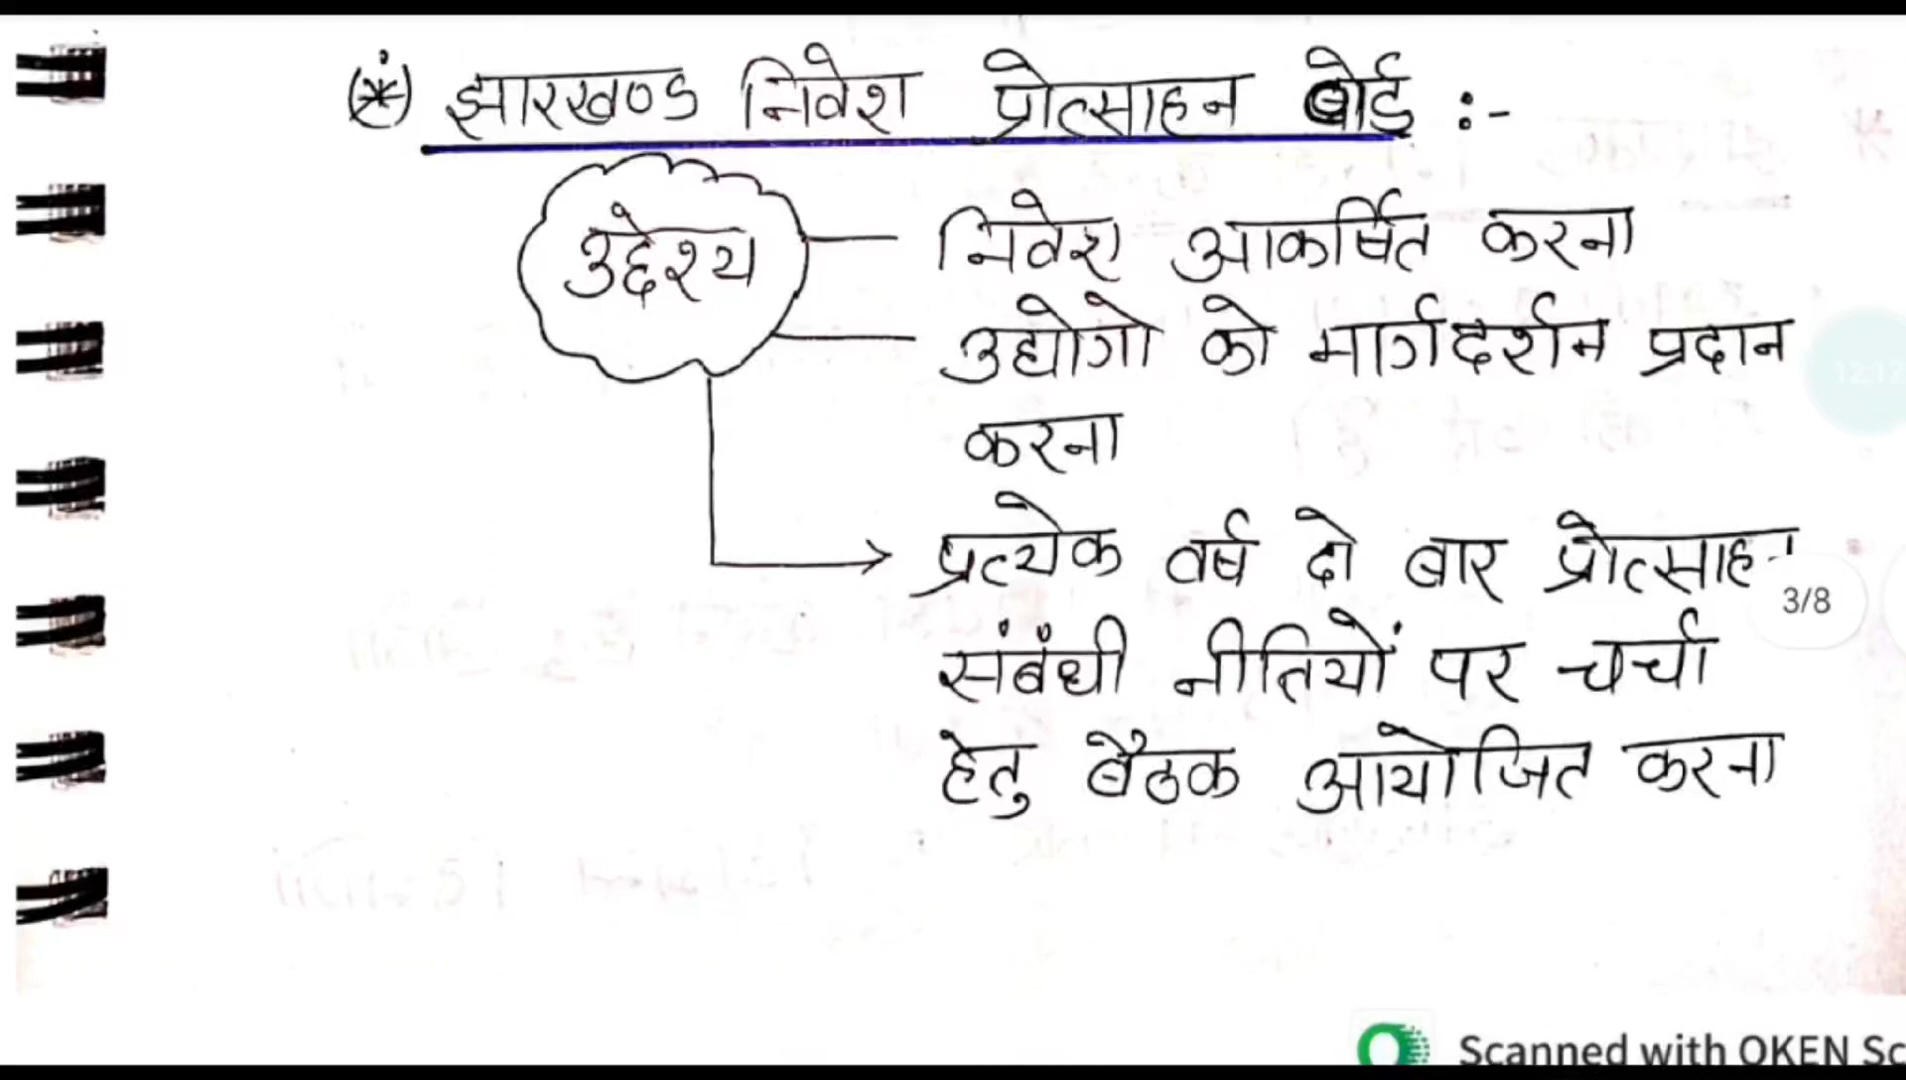 (*) झारखण्ड निवेश प्रोत्साहन बोर्ड :-
उद्देश्य
निवेश आकर्षित करना
उद्योगो को मार्गदर्शन प्रदान
करना
प्रत्येक वर्ष दो बार प्रोत्साहन
संबंधी नीतियों पर चर्चा
हेतु बैठक आयोजित करना
3/8
Scanned with OKEN Sc